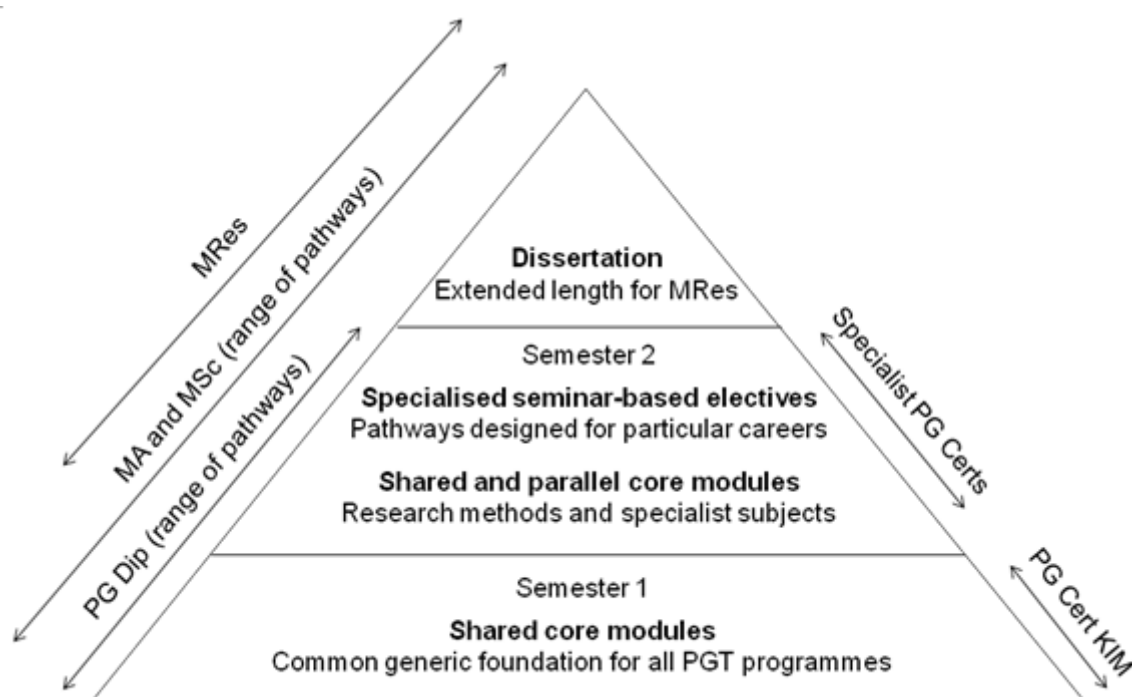 MRes
MA and MSc (range of pathways)
PG Dip (range of pathways)
Dissertation
Extended length for MRes
Semester 2
Specialised seminar-based electives
Pathways designed for particular careers
Shared and parallel core modules
Research methods and specialist subjects
Semester 1
Shared core modules
Common generic foundation for all PGT programmes
Specialist PG Certs
PG Cert KIM